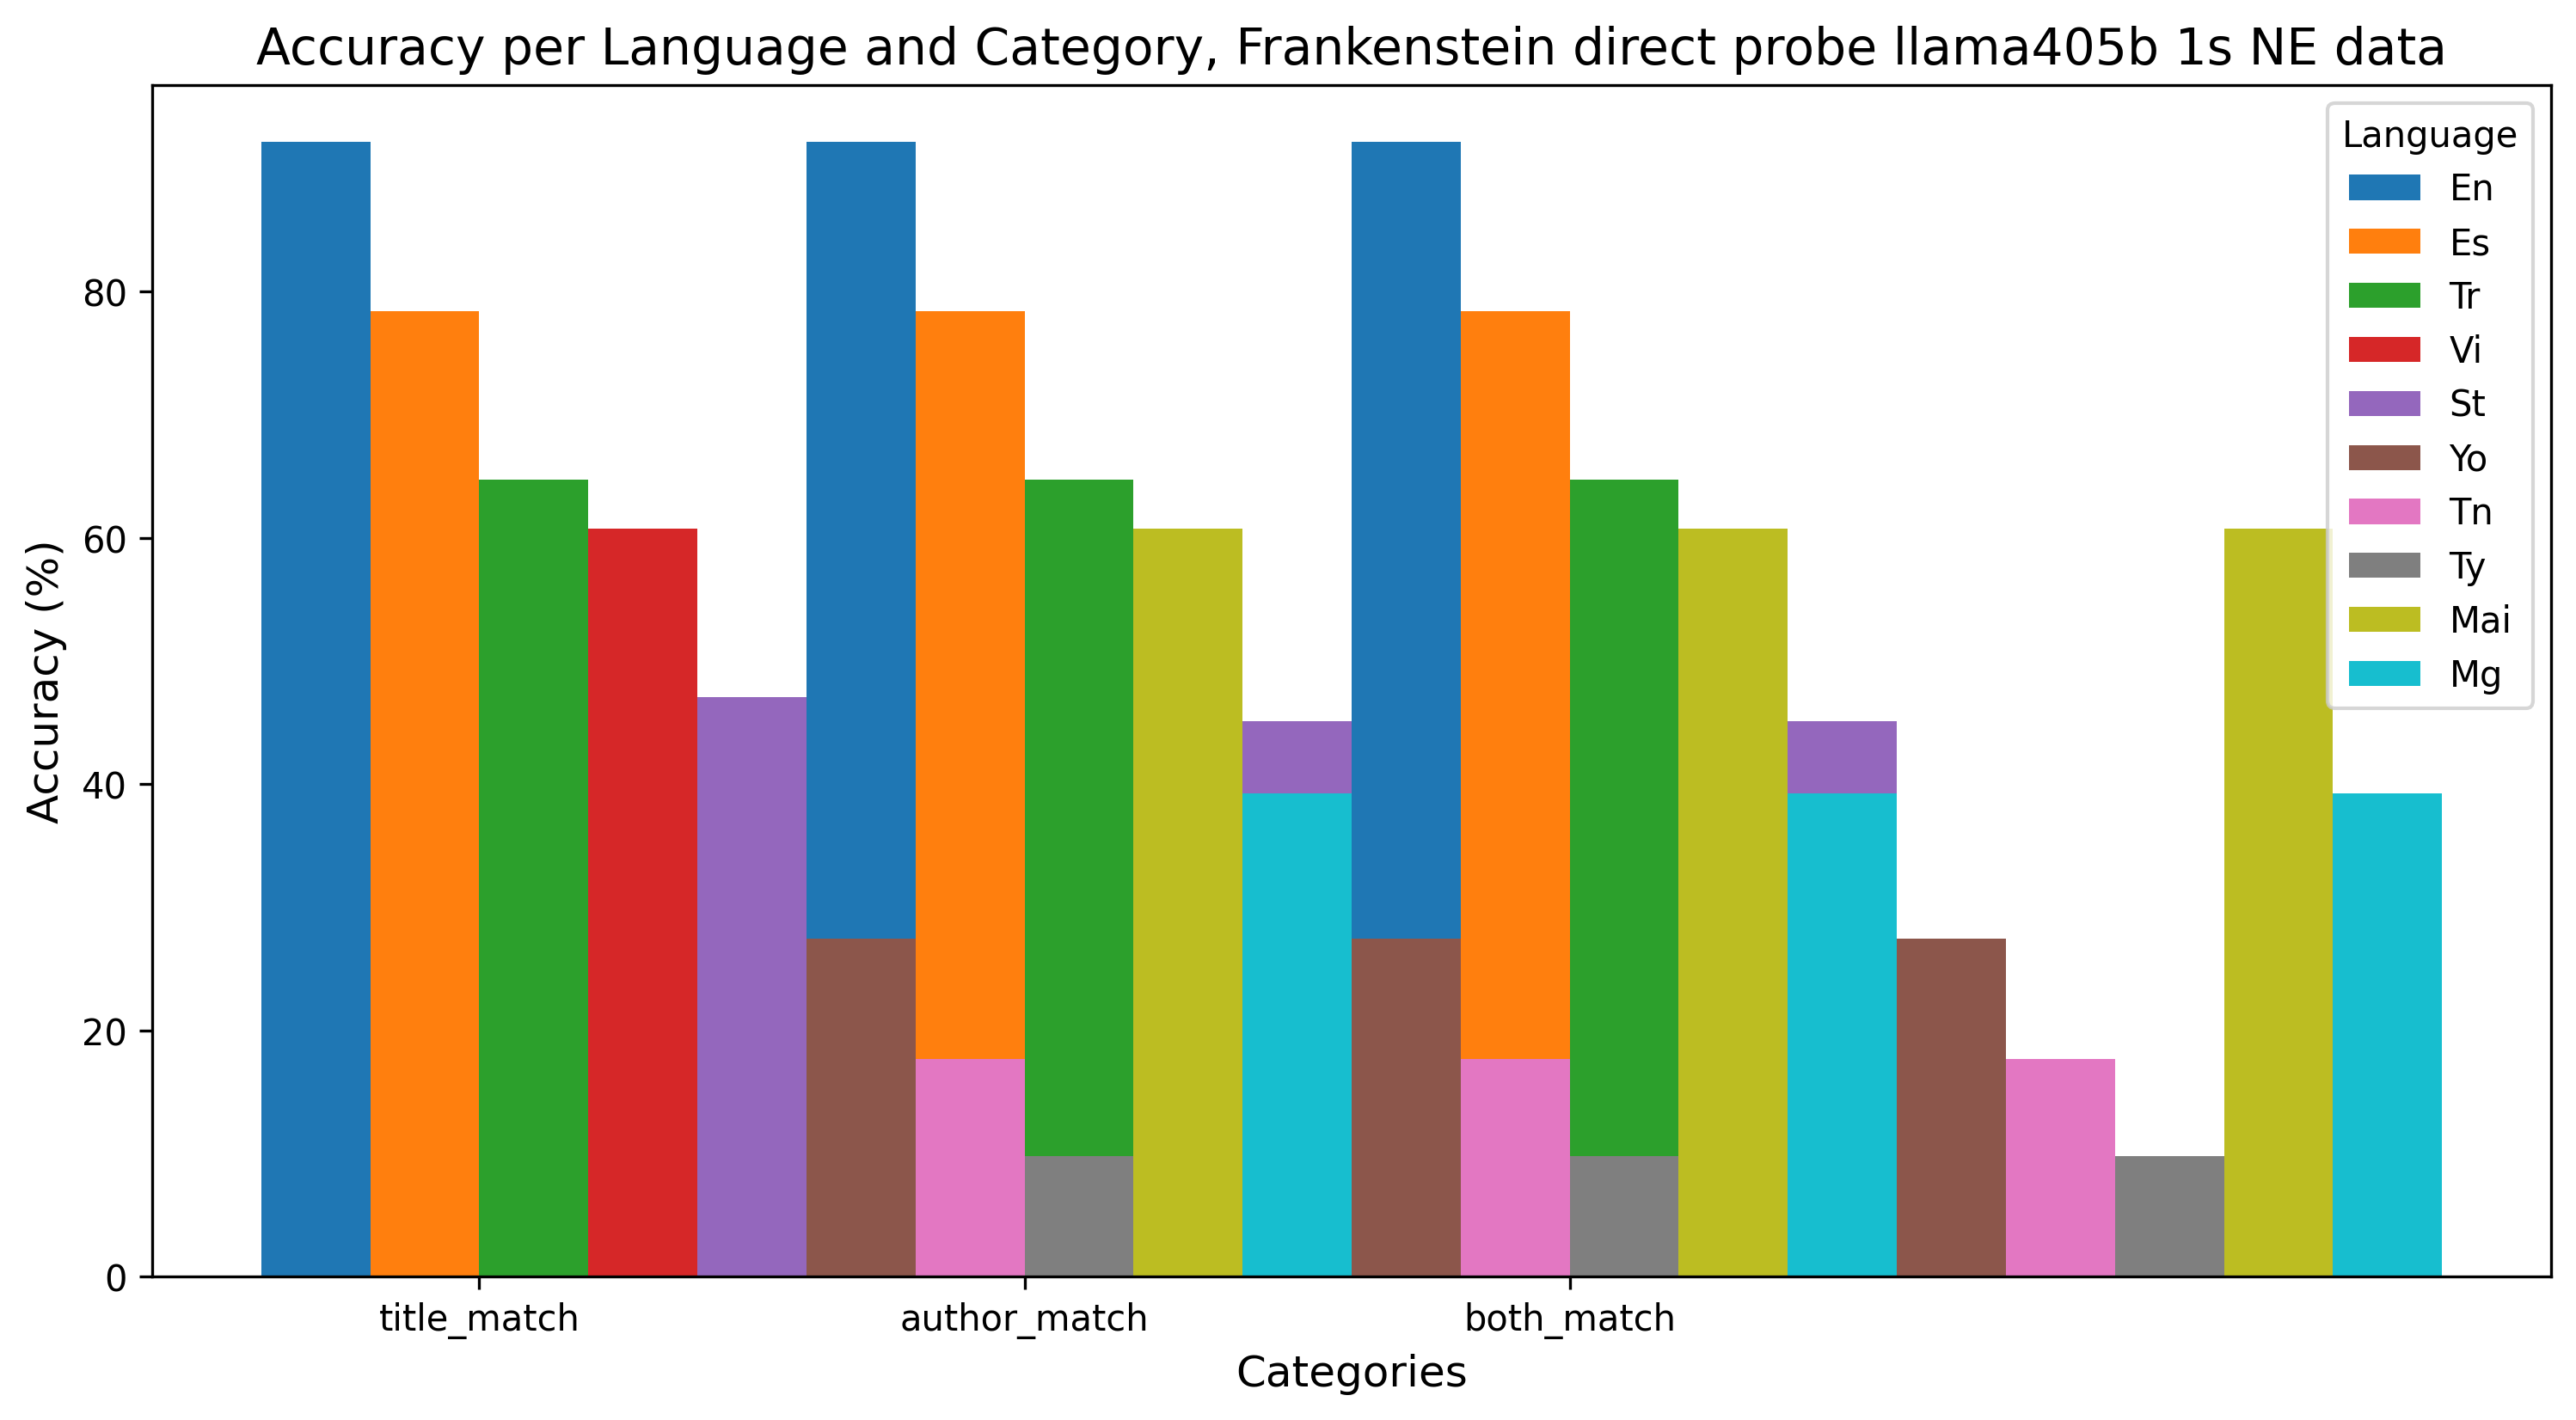 Accuracy per Language and Category, Frankenstein direct probe llama405b 1s NE data
Language
En
Es
Tr
Vi
St
Yo
Tn
Ty
Mai
Mg
Accuracy (%)
80
60
40
20
0
title_match
author_match
both_match
Categories